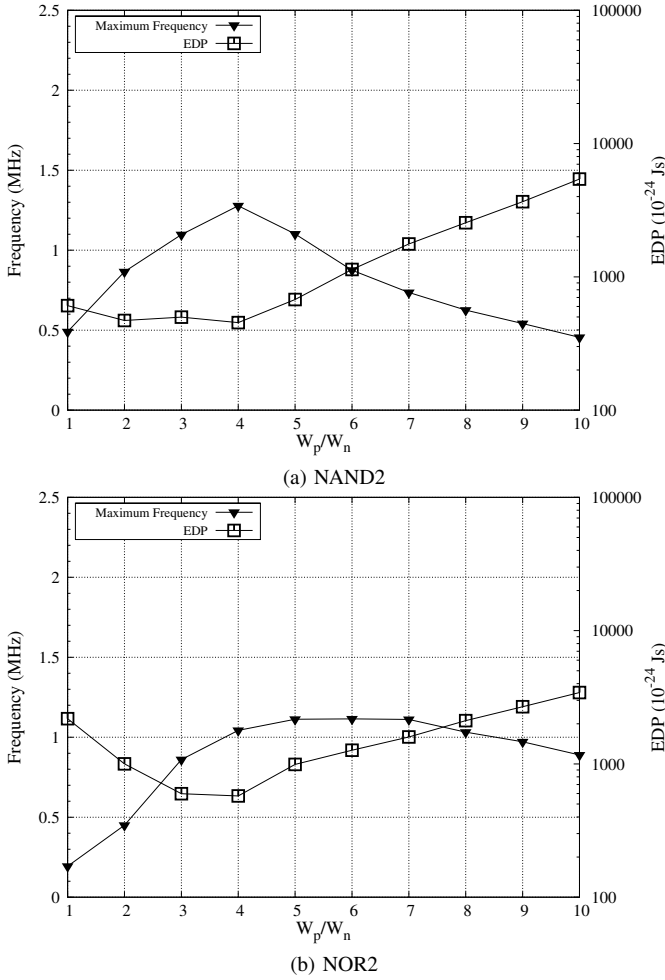 2.5
2
1.5
1
0.5
0
Frequency (MHz)
Maximum Frequency
EDP
100000
10000
1000
100
EDP (10⁻²⁴ Js)
1 2 3 4 5 6 7 8 9 10
Wₚ/Wₙ
(a) NAND2
2.5
2
1.5
1
0.5
0
Frequency (MHz)
Maximum Frequency
EDP
100000
10000
1000
100
EDP (10⁻²⁴ Js)
1 2 3 4 5 6 7 8 9 10
Wₚ/Wₙ
(b) NOR2